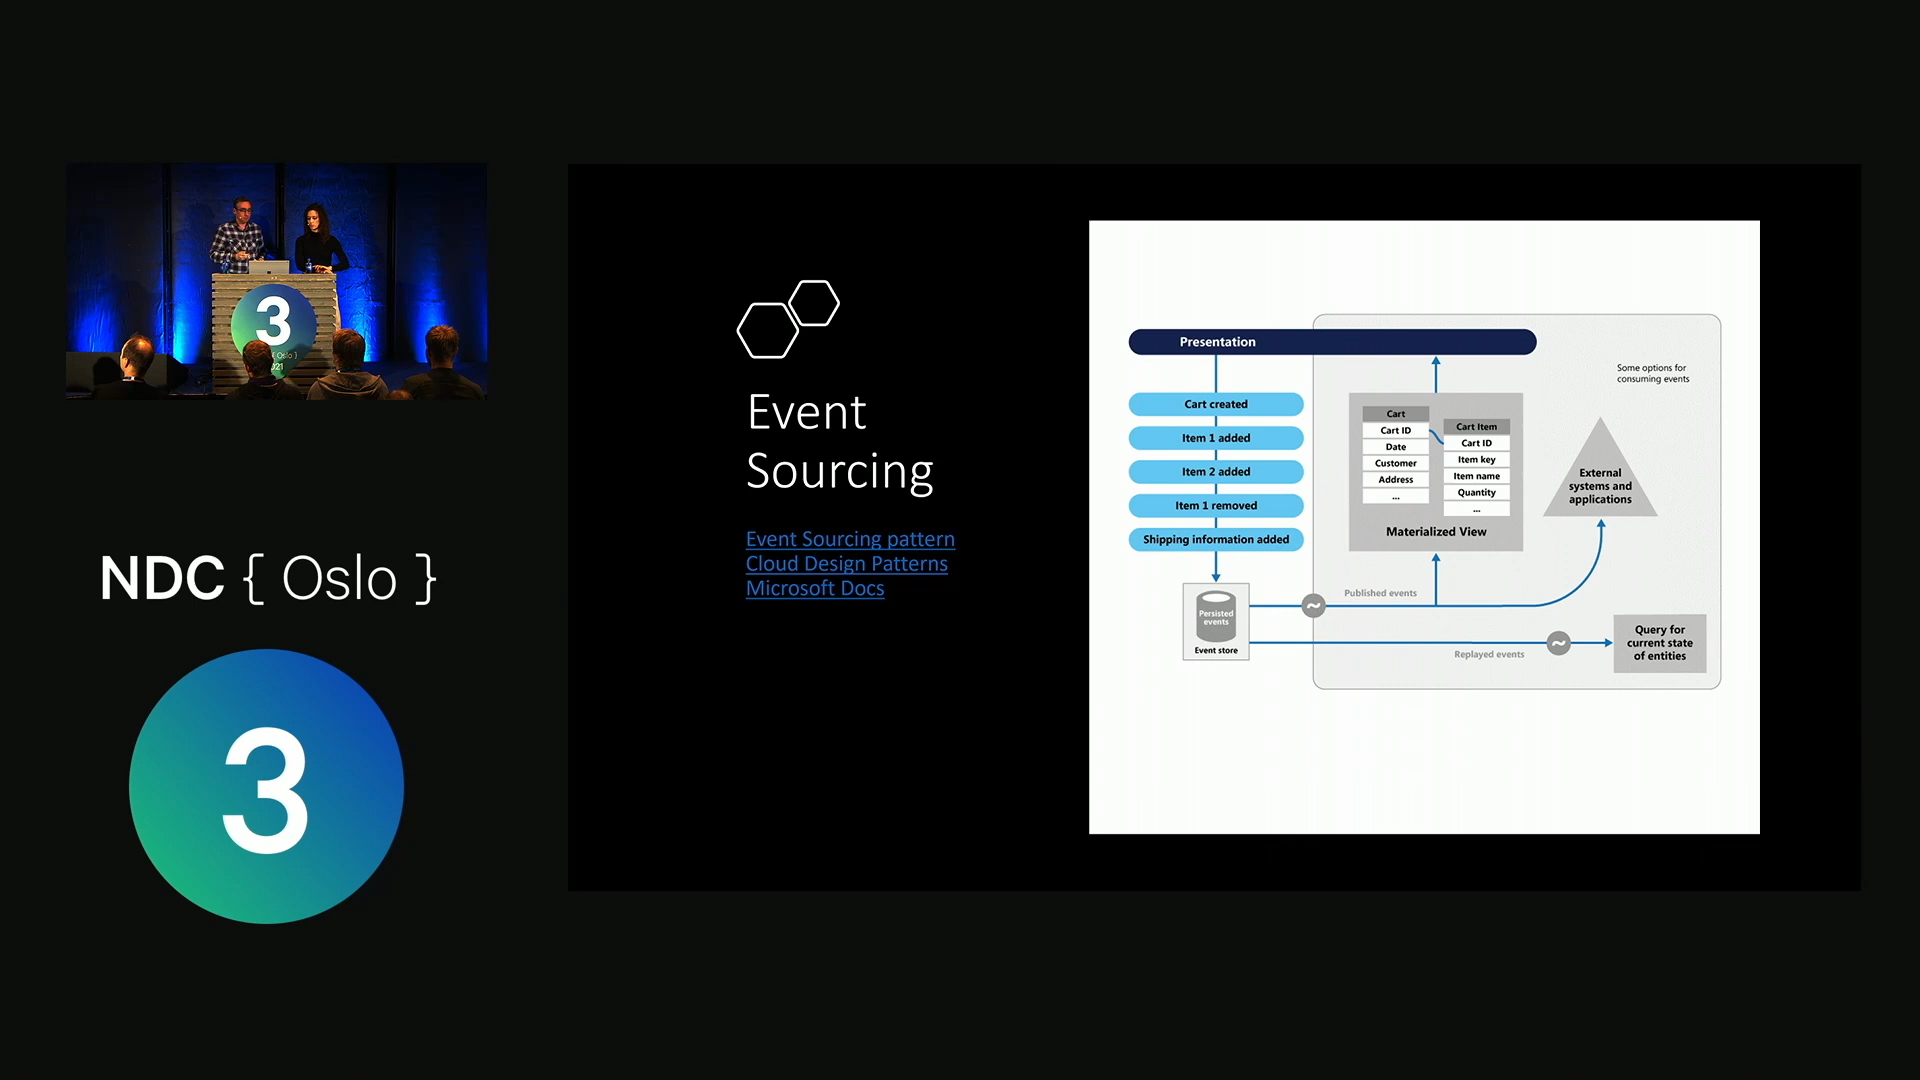 3
{ Oslo }
NDC { Oslo }
3
Event
Sourcing
Event Sourcing pattern
Cloud Design Patterns
Microsoft Docs
Presentation
Cart created
Item 1 added
Item 2 added
Item 1 removed
Shipping information added
Persisted
events
Event store
Cart
Cart ID
Date
Customer
Address
...
Cart Item
Cart ID
Item key
Item name
Quantity
...
Materialized View
Some options for
consuming events
External
systems and
applications
Published events
Replayed events
Query for
current state
of entities